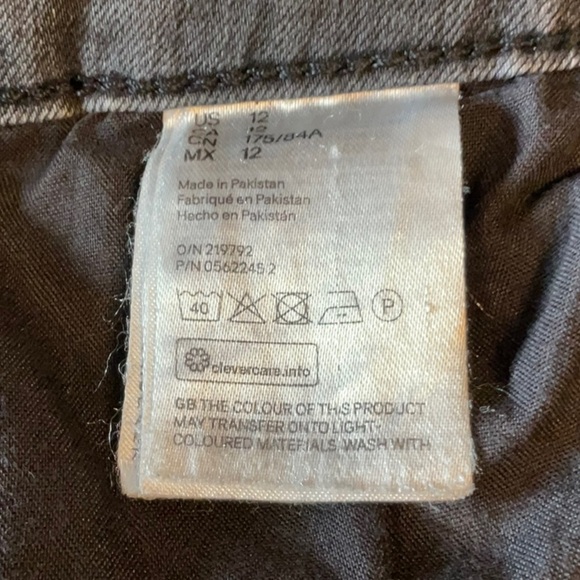 US 12
CA 12
CN 175/84A
MX 12
Made in Pakistan
Fabriqué en Pakistan
Hecho en Pakistán
O/N 219792
P/N 0562245 2
40
P
clevercare.info
GB THE COLOUR OF THIS PRODUCT
MAY TRANSFER ONTO LIGHT-
COLOURED MATERIALS. WASH WITH